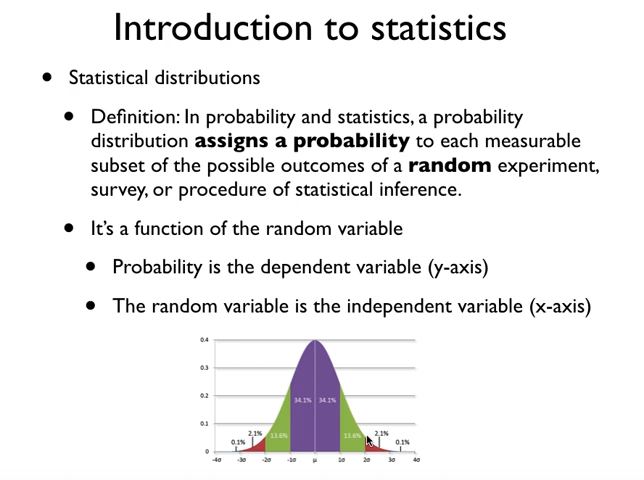 Introduction to statistics
• Statistical distributions
• Definition: In probability and statistics, a probability
distribution assigns a probability to each measurable
subset of the possible outcomes of a random experiment,
survey, or procedure of statistical inference.
• It's a function of the random variable
• Probability is the dependent variable (y-axis)
• The random variable is the independent variable (x-axis)
0.4
0.3
0.2
34.1% 34.1%
0.1
2.1% 13.6% 13.6% 2.1%
0.1% 0.1%
0
-4σ -3σ -2σ -1σ μ 1σ 2σ 3σ 4σ